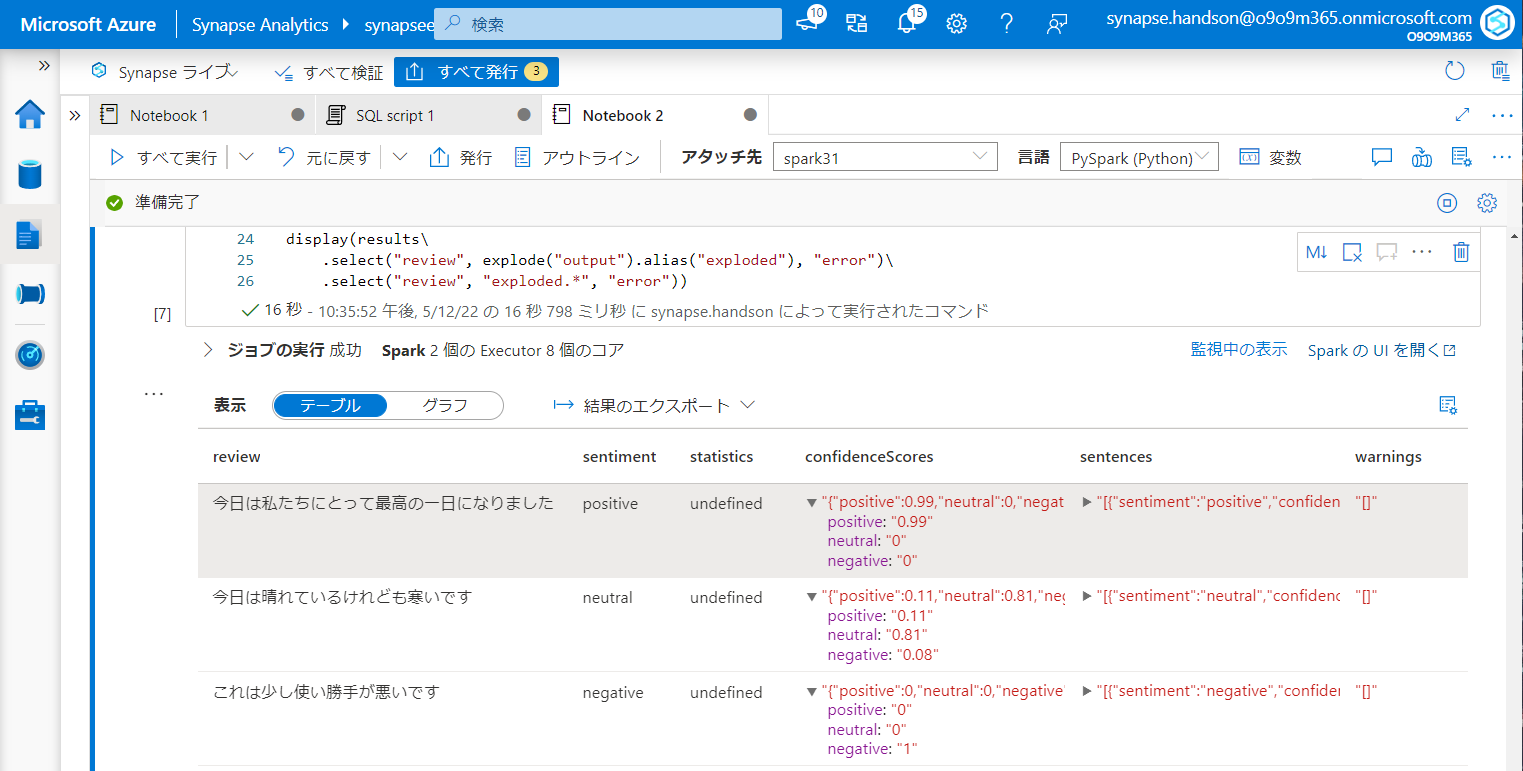 Microsoft Azure Synapse Analytics synapsee 検索 10 15 synapse.handson@o9o9m365.onmicrosoft.com
O9O9M365
Synapse ライブ すべて検証 すべて発行 3
Notebook 1 SQL script 1 Notebook 2
すべて実行 元に戻す 発行 アウトライン アタッチ先 spark31 言語 PySpark (Python) 変数
準備完了
24 display(results\
25 .select("review", explode("output").alias("exploded"), "error")\
26 .select("review", "exploded.*", "error"))
M↓
[7] 16 秒 - 10:35:52 午後, 5/12/22 の 16 秒 798 ミリ秒 に synapse.handson によって実行されたコマンド
ジョブの実行 成功 Spark 2 個の Executor 8 個のコア 監視中の表示 Spark の UI を開く
表示 テーブル グラフ 結果のエクスポート
review sentiment statistics confidenceScores sentences warnings
今日は私たちにとって最高の一日になりました positive undefined "{"positive":0.99,"neutral":0,"negat "[{"sentiment":"positive","confiden "[]"
positive: "0.99"
neutral: "0"
negative: "0"
今日は晴れているけれども寒いです neutral undefined "{"positive":0.11,"neutral":0.81,"neg "[{"sentiment":"neutral","confidenc "[]"
positive: "0.11"
neutral: "0.81"
negative: "0.08"
これは少し使い勝手が悪いです negative undefined "{"positive":0,"neutral":0,"negative" "[{"sentiment":"negative","confider "[]"
positive: "0"
neutral: "0"
negative: "1"